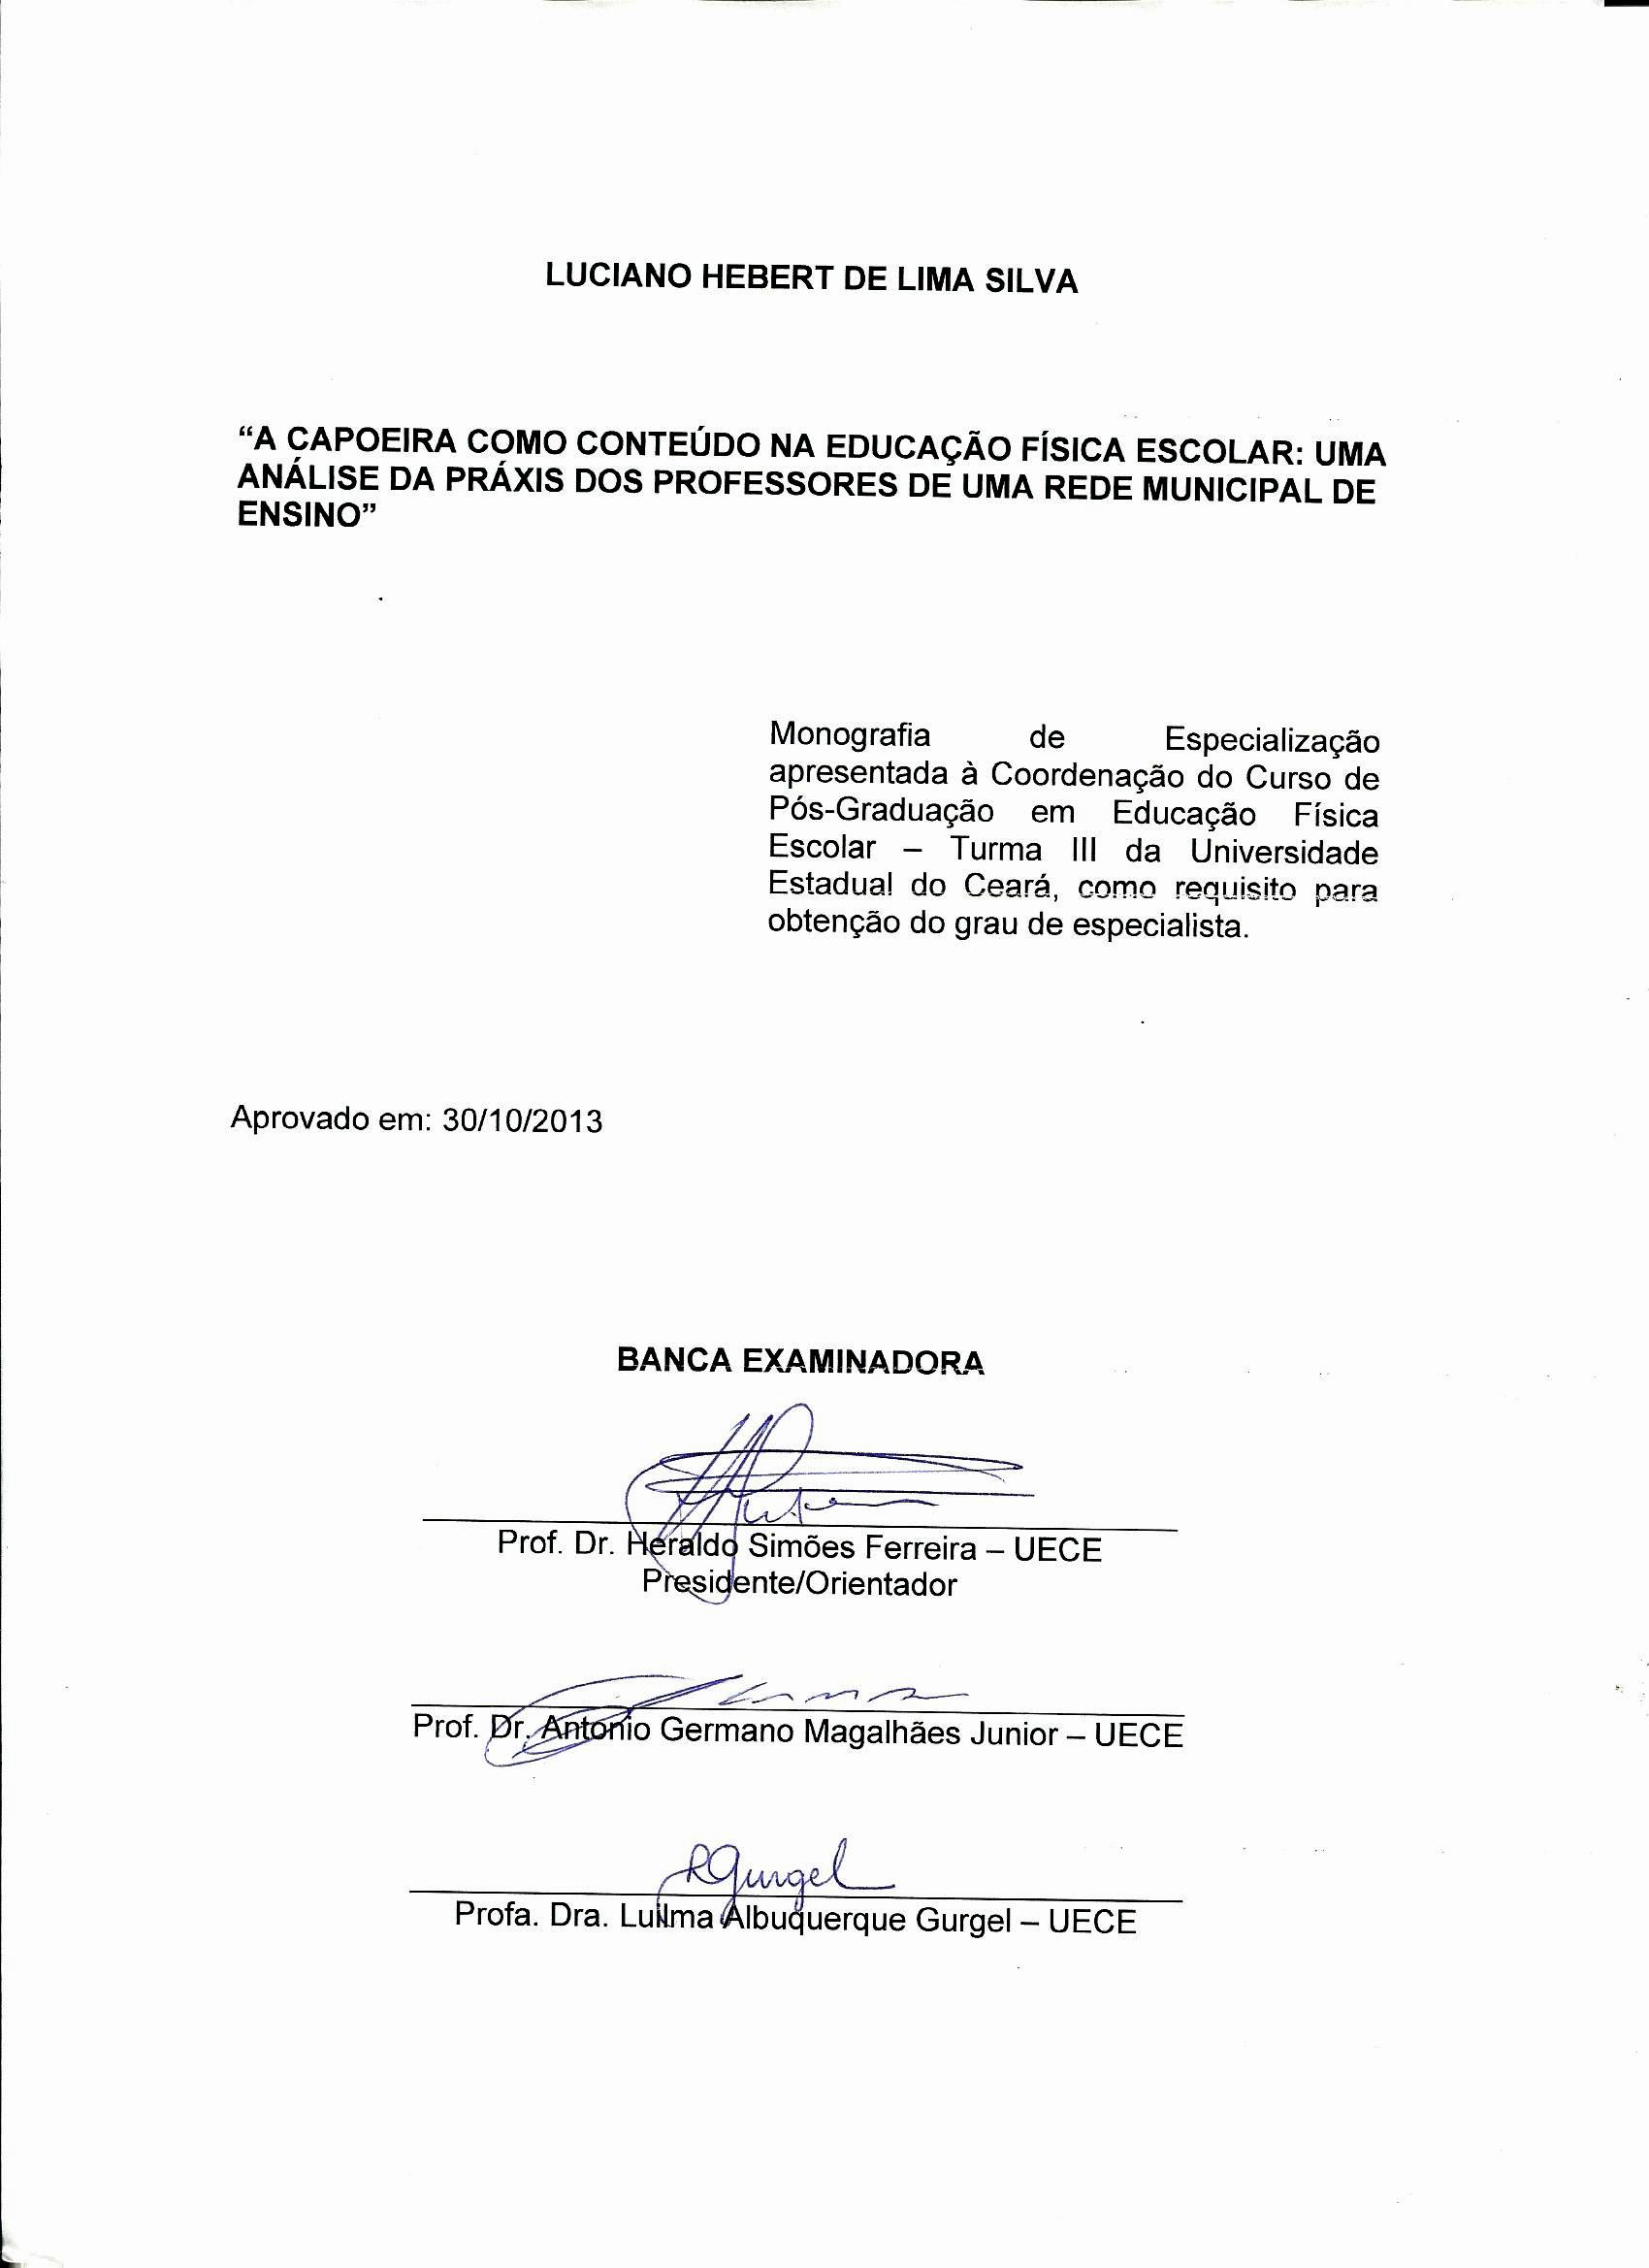 LUCIANO HEBERT DE LIMA SILVA
“A CAPOEIRA COMO CONTEÚDO NA EDUCAÇÃO FÍSICA ESCOLAR: UMA
ANÁLISE DA PRÁXIS DOS PROFESSORES DE UMA REDE MUNICIPAL DE
ENSINO”
Monografia de Especialização
apresentada à Coordenação do Curso de
Pós-Graduação em Educação Física
Escolar – Turma III da Universidade
Estadual do Ceará, como requisito para
obtenção do grau de especialista.
Aprovado em: 30/10/2013
BANCA EXAMINADORA
Prof. Dr. Heraldo Simões Ferreira – UECE
Presidente/Orientador
Prof. Dr. Antonio Germano Magalhães Junior – UECE
Gurgel
Profa. Dra. Albuquerque Gurgel – UECE